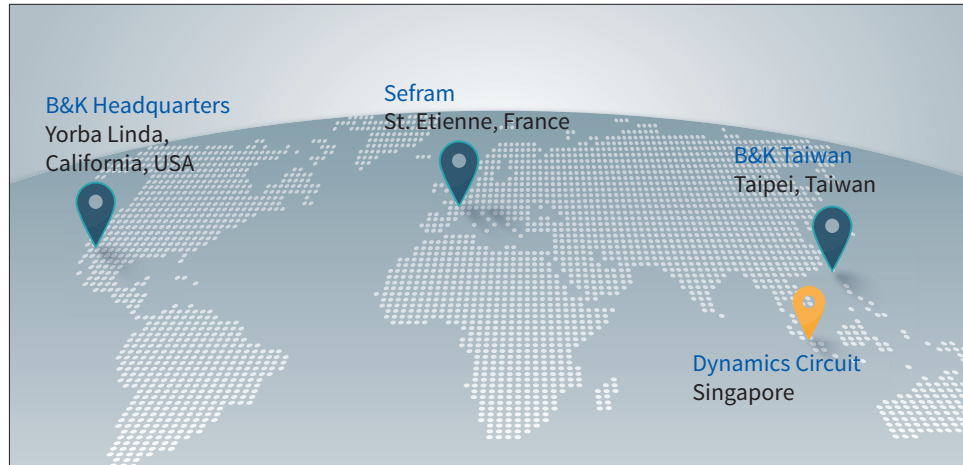 B&K Headquarters
Yorba Linda,
California, USA
Sefram
St. Etienne, France
B&K Taiwan
Taipei, Taiwan
Dynamics Circuit
Singapore